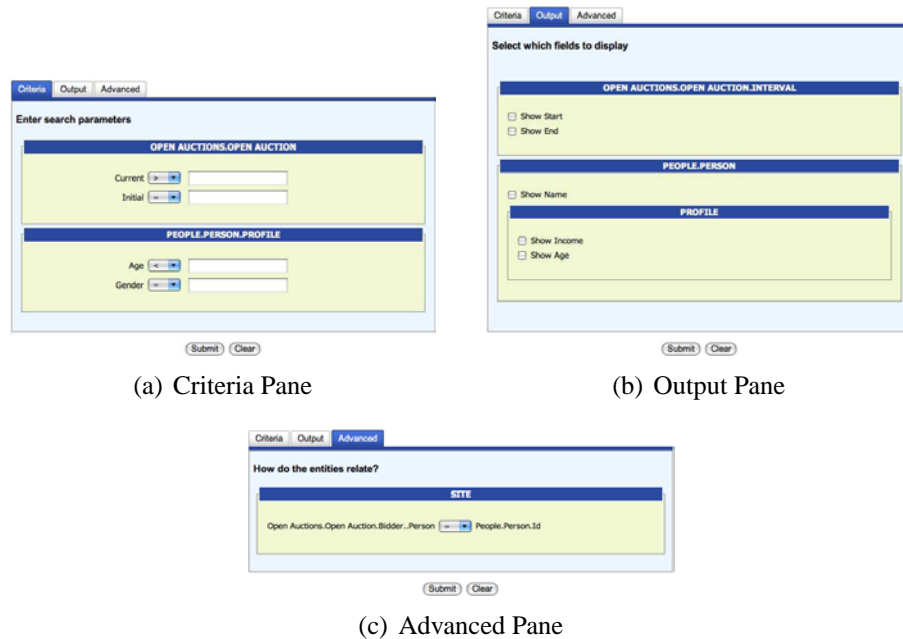 Criteria Output Advanced
Enter search parameters
OPEN AUCTIONS.OPEN AUCTION
Current >
Initial =
PEOPLE.PERSON.PROFILE
Age <
Gender =
Submit Clear
(a) Criteria Pane
Criteria Output Advanced
Select which fields to display
OPEN AUCTIONS.OPEN AUCTION.INTERVAL
Show Start
Show End
PEOPLE.PERSON
Show Name
PROFILE
Show Income
Show Age
Submit Clear
(b) Output Pane
Criteria Output Advanced
How do the entities relate?
SITE
Open Auctions.Open Auction.Bidder..Person = People.Person.Id
Submit Clear
(c) Advanced Pane